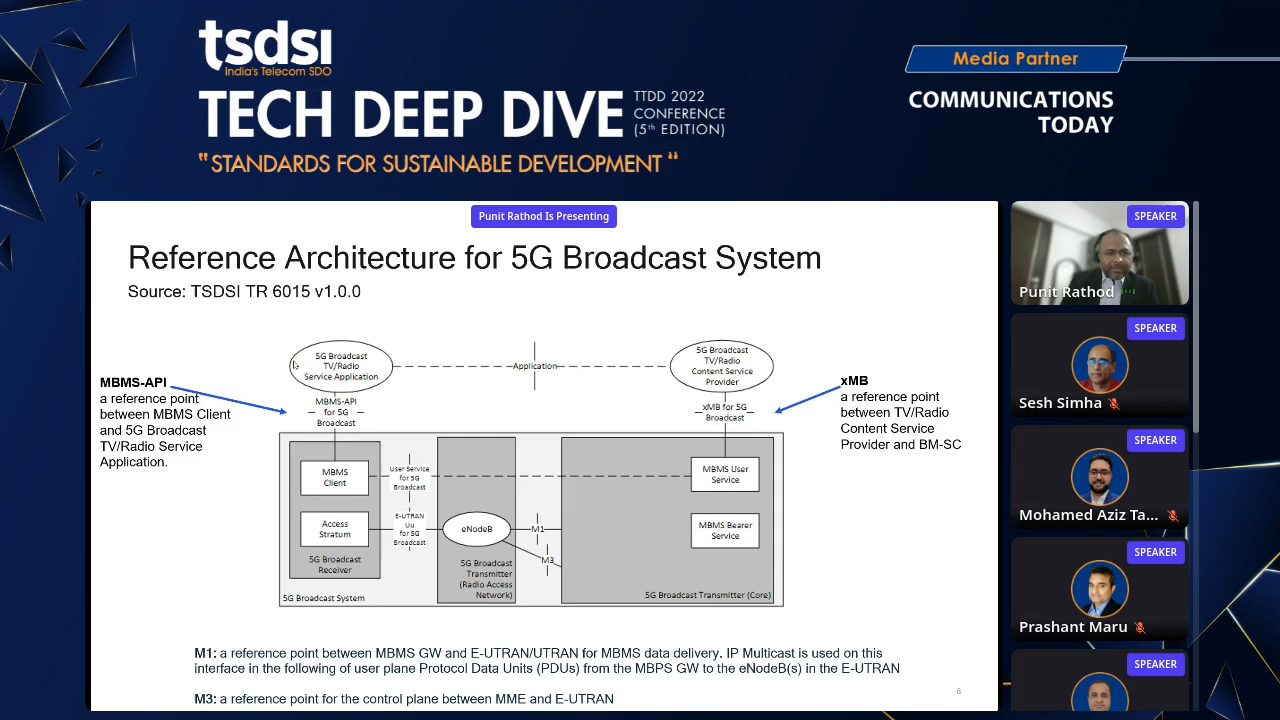 tsdsi
India's Telecom SDO
TECH DEEP DIVE
TTDD 2022
CONFERENCE
(5th EDITION)
"STANDARDS FOR SUSTAINABLE DEVELOPMENT"
Media Partner
COMMUNICATIONS
TODAY
Punit Rathod Is Presenting
Reference Architecture for 5G Broadcast System
Source: TSDSI TR 6015 v1.0.0
5G Broadcast
TV/Radio
Service Application
Application
5G Broadcast
TV/Radio
Content Service
Provider
MBMS-API
a reference point
between MBMS Client
and 5G Broadcast
TV/Radio Service
Application.
MBMS-API
for 5G
Broadcast
xMB for 5G
Broadcast
xMB
a reference point
between TV/Radio
Content Service
Provider and BM-SC
MBMS
Client
User Service
for 5G
Broadcast
MBMS User
Service
Access
Stratum
E-UTRAN
Uu
for 5G
Broadcast
eNodeB
M1
M3
MBMS Bearer
Service
5G Broadcast
Receiver
5G Broadcast
Transmitter
(Radio Access
Network)
5G Broadcast System
5G Broadcast Transmitter (Core)
M1: a reference point between MBMS GW and E-UTRAN/UTRAN for MBMS data delivery. IP Multicast is used on this
interface in the following of user plane Protocol Data Units (PDUs) from the MBPS GW to the eNodeB(s) in the E-UTRAN
M3: a reference point for the control plane between MME and E-UTRAN
6
SPEAKER
Punit Rathod
SPEAKER
Sesh Simha
SPEAKER
Mohamed Aziz Ta...
SPEAKER
Prashant Maru
SPEAKER